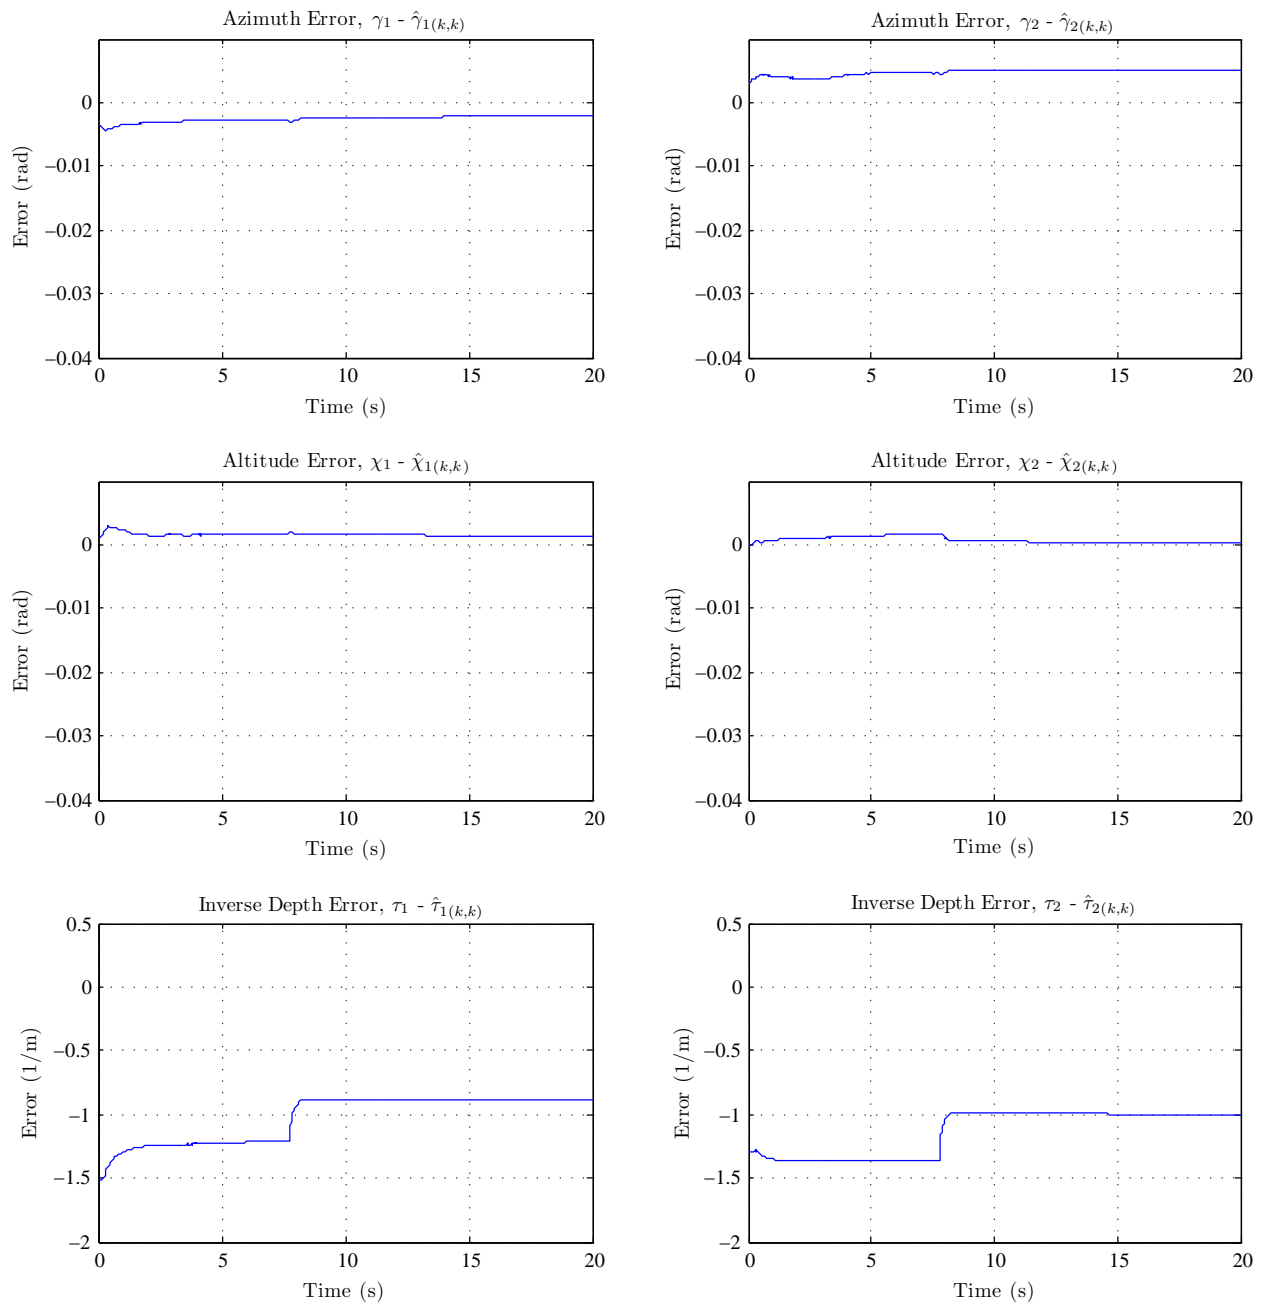 Azimuth Error, γ₁ - γ̂₁₍ₖ,ₖ₎
0
−0.01
−0.02
−0.03
−0.04
Error (rad)
0 5 10 15 20
Time (s)
Azimuth Error, γ₂ - γ̂₂₍ₖ,ₖ₎
0
−0.01
−0.02
−0.03
−0.04
Error (rad)
0 5 10 15 20
Time (s)
Altitude Error, χ₁ - χ̂₁₍ₖ,ₖ₎
0
−0.01
−0.02
−0.03
−0.04
Error (rad)
0 5 10 15 20
Time (s)
Altitude Error, χ₂ - χ̂₂₍ₖ,ₖ₎
0
−0.01
−0.02
−0.03
−0.04
Error (rad)
0 5 10 15 20
Time (s)
Inverse Depth Error, τ₁ - τ̂₁₍ₖ,ₖ₎
0.5
0
−0.5
−1
−1.5
−2
Error (1/m)
0 5 10 15 20
Time (s)
Inverse Depth Error, τ₂ - τ̂₂₍ₖ,ₖ₎
0.5
0
−0.5
−1
−1.5
−2
Error (1/m)
0 5 10 15 20
Time (s)